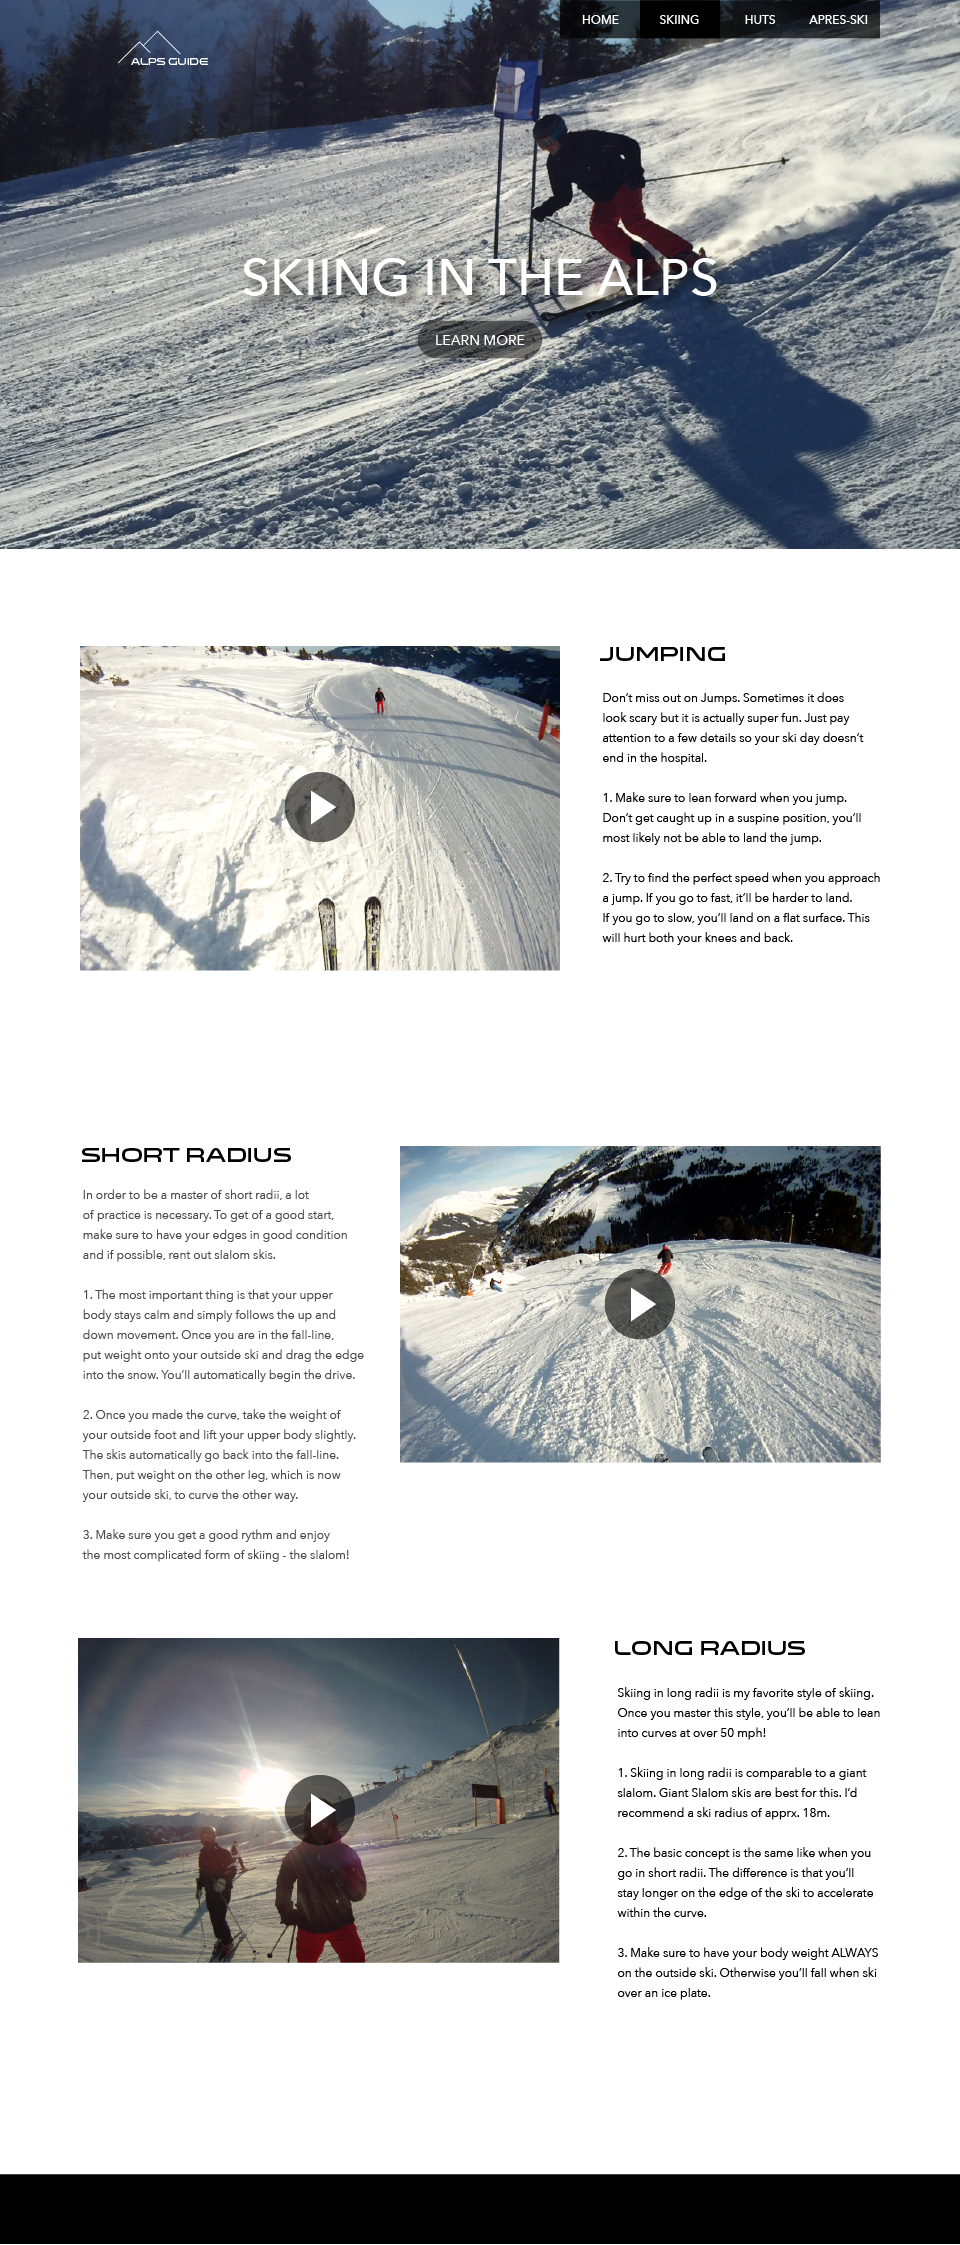 HOME SKIING HUTS APRES-SKI
ALPS GUIDE
SKIING IN THE ALPS
LEARN MORE
JUMPING
Don't miss out on Jumps. Sometimes it does
look scary but it is actually super fun. Just pay
attention to a few details so your ski day doesn't
end in the hospital.
1. Make sure to lean forward when you jump.
Don't get caught up in a suspine position, you'll
most likely not be able to land the jump.
2. Try to find the perfect speed when you approach
a jump. If you go to fast, it'll be harder to land.
If you go to slow, you'll land on a flat surface. This
will hurt both your knees and back.
SHORT RADIUS
In order to be a master of short radii, a lot
of practice is necessary. To get of a good start,
make sure to have your edges in good condition
and if possible, rent out slalom skis.
1. The most important thing is that your upper
body stays calm and simply follows the up and
down movement. Once you are in the fall-line,
put weight onto your outside ski and drag the edge
into the snow. You'll automatically begin the drive.
2. Once you made the curve, take the weight of
your outside foot and lift your upper body slightly.
The skis automatically go back into the fall-line.
Then, put weight on the other leg, which is now
your outside ski, to curve the other way.
3. Make sure you get a good rythm and enjoy
the most complicated form of skiing - the slalom!
LONG RADIUS
Skiing in long radii is my favorite style of skiing.
Once you master this style, you'll be able to lean
into curves at over 50 mph!
1. Skiing in long radii is comparable to a giant
slalom. Giant Slalom skis are best for this. I'd
recommend a ski radius of apprx. 18m.
2. The basic concept is the same like when you
go in short radii. The difference is that you'll
stay longer on the edge of the ski to accelerate
within the curve.
3. Make sure to have your body weight ALWAYS
on the outside ski. Otherwise you'll fall when ski
over an ice plate.